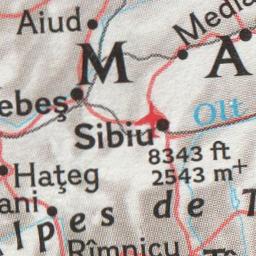 Aiud
Media
M A
ebeş
Olt
Sibiu
8343 ft
2543 m+
Haţeg
ani
lpes de T
Rîmnicu